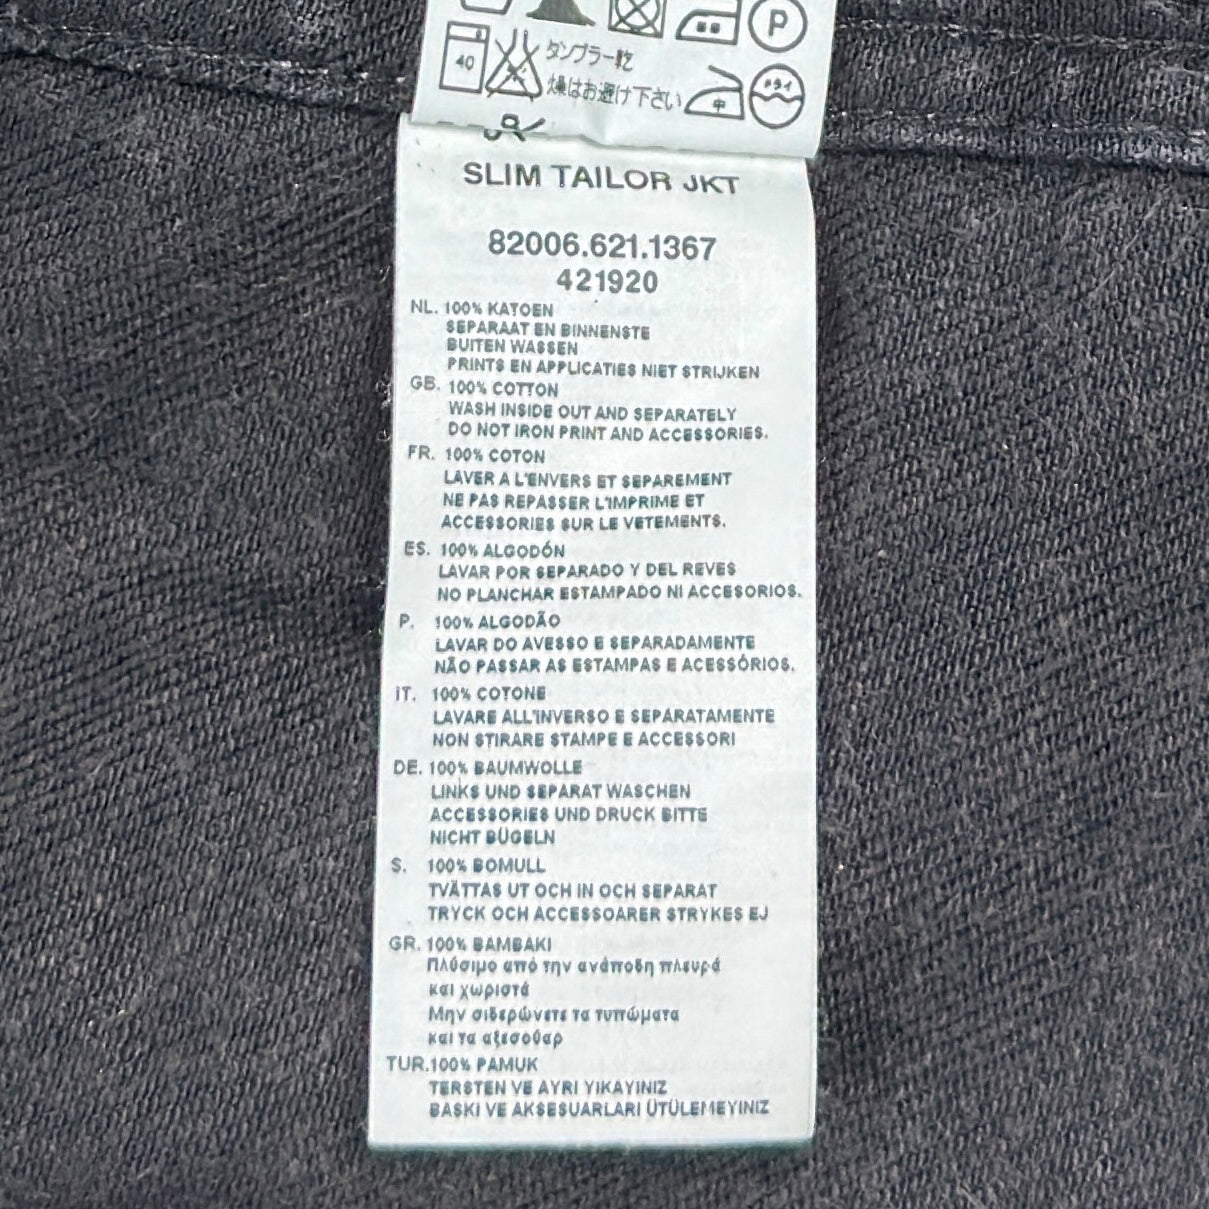 P
40
タンブラー乾
燥はお避け下さい
中
ドライ
SLIM TAILOR JKT
82006.621.1367
421920
NL. 100% KATOEN
SEPARAAT EN BINNENSTE
BUITEN WASSEN
PRINTS EN APPLICATIES NIET STRIJKEN
GB. 100% COTTON
WASH INSIDE OUT AND SEPARATELY
DO NOT IRON PRINT AND ACCESSORIES.
FR. 100% COTON
LAVER A L'ENVERS ET SEPAREMENT
NE PAS REPASSER L'IMPRIME ET
ACCESSORIES SUR LE VETEMENTS.
ES. 100% ALGODÓN
LAVAR POR SEPARADO Y DEL REVES
NO PLANCHAR ESTAMPADO NI ACCESORIOS.
P. 100% ALGODÃO
LAVAR DO AVESSO E SEPARADAMENTE
NÃO PASSAR AS ESTAMPAS E ACESSÓRIOS.
IT. 100% COTONE
LAVARE ALL'INVERSO E SEPARATAMENTE
NON STIRARE STAMPE E ACCESSORI
DE. 100% BAUMWOLLE
LINKS UND SEPARAT WASCHEN
ACCESSORIES UND DRUCK BITTE
NICHT BÜGELN
S. 100% BOMULL
TVÄTTAS UT OCH IN OCH SEPARAT
TRYCK OCH ACCESSOARER STRYKES EJ
GR. 100% BAMBAKI
Πλύσιμο από την ανάποδη πλευρά
και χωριστά
Μην σιδερώνετε τα τυπώματα
και τα αξεσουάρ
TUR.100% PAMUK
TERSTEN VE AYRI YIKAYINIZ
BASKI VE AKSESUARLARI ÜTÜLEMEYINIZ